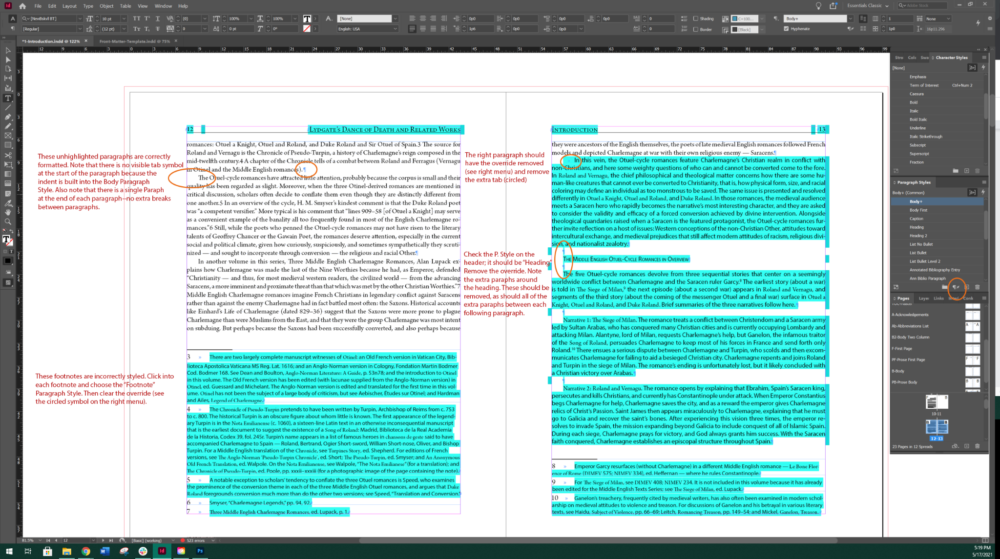 File Edit Layout Type Object Table View Window Help
Essentials Classic
Adobe Stock
[NewBskvll BT] 10 pt (0) 100% 100% [None] 0p0 0p0 0p0 0p0 0 Shading C=100... Body+ 1 None
[Regular] (12 pt) 0 0 pt 0° English: USA 1p6 0p0 0p0 0 Border [Black] Hyphenate 1p0 16p11.296
*1-Introduction.indd @ 122% Front-Matter-Template.indd @ 75%
12 Lydgate's Dance of Death and Related Works
romances: Otuel a Knight, Otuel and Roland, and Duke Roland and Sir Otuel of Spain.3 The source for
Roland and Vernagu is the Chronicle of Pseudo-Turpin, a history of Charlemagne's reign composed in the
mid-twelfth century.4 A chapter of the Chronicle tells of a combat between Roland and Ferragus (Vernagu
in Otinel and the Middle English romances).¶
The Otuel-cycle romances have attracted little attention, probably because the corpus is small and their
quality has been regarded as slight. Moreover, when the three Otinel-derived romances are mentioned in
critical discussion, scholars often decide to conflate them even though they are distinctly different from
one another.5 In an overview of the cycle, H. M. Smyser's kindest comment is that the Duke Roland poet
was “a competent versifier.” More typical is his comment that “lines 909–58 [of Otuel a Knight] may serve
as a convenient example of the banality all too frequently found in most of the English Charlemagne ro-
mances.”6 Still, while the poets who penned the Otuel-cycle romances may not have risen to the literary
talents of Geoffrey Chaucer or the Gawain Poet, the romances deserve attention, especially in the current
social and political climate, given how curiously, suspiciously, and sometimes sympathetically they scruti-
nized — and sought to incorporate through conversion — the religious and racial Other.¶
In another volume in this series, Three Middle English Charlemagne Romances, Alan Lupack ex-
plains how Charlemagne was made the last of the Nine Worthies because he had, as Emperor, defended
“Christianity — and thus, for most medieval western readers, the civilized world — from the advancing
Saracens, a more imminent and proximate threat than that which was met by the other Christian Worthies.”7
Middle English Charlemagne romances imagine French Christians in legendary conflict against Saracens
rather than against the enemy Charlemagne had in fact battled most often: the Saxons. Historical accounts
like Einhard's Life of Charlemagne (dated 829–36) suggest that the Saxons were more prone to plague
Charlemagne than were Muslims from the East, and that they were the group Charlemagne was most intent
on subduing. But perhaps because the Saxons had been successfully converted, and also perhaps because
3 » There are two largely complete manuscript witnesses of Otinel: an Old French version in Vatican City, Bib-
lioteca Apostolica Vaticana MS Reg. Lat. 1616; and an Anglo-Norman version in Cologny, Fondation Martin Bodmer
Cod. Bodmer 168. See Dean and Boulton, Anglo-Norman Literature: A Guide, p. 53n78; and the introduction to Otinel
in this volume. The Old French version has been edited (with lacunae supplied from the Anglo-Norman version) in
Otinel, ed. Guessard and Michelant. The Anglo-Norman version is edited and translated for the first time in this vol-
ume. Otinel has not been the subject of a large body of criticism, but see Aebischer, Études sur Otinel; and Hardman
and Ailes, Legend of Charlemagne.
4 » The Chronicle of Pseudo-Turpin pretends to have been written by Turpin, Archbishop of Reims from c. 753
to c. 800. The historical Turpin is an obscure figure about whom little is known. The first appearance of the legend-
ary Turpin is in the Nota Emilianense (c. 1060), a sixteen-line Latin text in an otherwise inconsequential manuscript
that is the earliest document to suggest the existence of a Song of Roland: Madrid, Biblioteca de la Real Academia
de la Historia, Codex 39, fol. 245r. Turpin's name appears in a list of famous heroes in chansons de geste said to have
accompanied Charlemagne to Spain — Roland, Bertrand, Ogier Short-sword, William Short-nose, Oliver, and Bishop
Turpin. For a Middle English translation of the Chronicle, see Turpines Story, ed. Shepherd. For editions of French
versions, see The Anglo-Norman 'Pseudo-Turpin Chronicle', ed. Short; The Pseudo-Turpin, ed. Smyser; and An Anonymous
Old French Translation, ed. Walpole. On the Nota Emilianense, see Walpole, “The Nota Emilianense” (for a translation); and
The Chronicle of Pseudo-Turpin, ed. Poole, pp. xxxii–xxxiii (for a photographic image of the page containing the note).
5 » A notable exception to scholars' tendency to conflate the three Otuel romances is Speed, who examines
the prominence of the conversion theme in each of the three Middle English Otuel romances, and argues that Duke
Roland foregrounds conversion much more than do the other two versions; see Speed, “Translation and Conversion.”
6 » Smyser, “Charlemagne Legends,” pp. 94, 92.
7 » Three Middle English Charlemagne Romances, ed. Lupack, p. 1.
Introduction 13
they were ancestors of the English themselves, the poets of late medieval English romances followed French
models and depicted Charlemagne at war with their own religious enemy — Saracens.¶
In this vein, the Otuel-cycle romances feature Charlemagne's Christian realm in conflict with
non-Christians, and here some weighty questions of who can and cannot be converted come to the fore.
In Roland and Vernagu, the chief philosophical and theological matter concerns how there are some hu-
man-like creatures that cannot ever be converted to Christianity, that is, how physical form, size, and racial
coloring may define an individual as too monstrous to be saved. The same issue is presented and resolved
differently in Otuel a Knight, Otuel and Roland, and Duke Roland. In those romances, the medieval audience
meets a Saracen hero who rapidly becomes the narrative's most interesting character, and they are asked
to consider the validity and efficacy of a forced conversion achieved by divine intervention. Alongside
theological quandaries raised when a Saracen is the featured protagonist, the Otuel-cycle romances fur-
ther invite reflection on a host of issues: Western conceptions of the non-Christian Other, attitudes toward
intercultural exchange, and medieval prejudices that still affect modern attitudes of racism, religious divi-
sion, and nationalist zealotry.
The Middle English Otuel-Cycle Romances in Overview
The five Otuel-cycle romances devolve from three sequential stories that center on a seemingly
worldwide conflict between Charlemagne and the Saracen ruler Garcy.8 The earliest story (about a war)
is told in The Siege of Milan,9 the next episode (about a second war) appears in Roland and Vernagu, and
segments of the third story (about the coming of the messenger Otuel and a final war) surface in Otuel a
Knight, Otuel and Roland, and Duke Roland. Brief summaries of the three narratives follow here.¶
Narrative 1: The Siege of Milan. The romance treats a conflict between Christendom and a Saracen army
led by Sultan Arabas, who has conquered many Christian cities and is currently occupying Lombardy and
attacking Milan. Alantyne, lord of Milan, requests Charlemagne's help, but Ganelon, the infamous traitor
of the Song of Roland, persuades Charlemagne to keep most of his forces in France and send forth only
Roland.10 There ensues a serious dispute between Charlemagne and Turpin, who scolds and then excom-
municates Charlemagne for failing to aid a besieged Christian city. Charlemagne repents and joins Roland
and Turpin in the siege of Milan. The romance's ending is unfortunately lost, but it likely concluded with
a Christian victory over Arabas.¶
Narrative 2: Roland and Vernagu. The romance opens by explaining that Ebrahim, Spain's Saracen king,
persecutes and kills Christians, and currently has Constantinople under attack. When Emperor Constantius
begs Charlemagne for help, Charlemagne saves the city, and as a reward the emperor gives Charlemagne
relics of Christ's Passion. Saint James then appears miraculously to Charlemagne, explaining that he must
go to Galicia and recover the saint's bones. After experiencing this vision three times, the emperor re-
solves to invade Spain, the mission expanding beyond Galicia to include conquest of all of Islamic Spain.
During each siege, Charlemagne prays for victory, and God always grants him success. With the Saracen
faith conquered, Charlemagne establishes an episcopal structure throughout Spain.
8 » Emperor Garcy resurfaces (without Charlemagne) in a different Middle English romance — Le Bone Flor-
ence of Rome (DIMEV 575; NIMEV 334), ed. Heffernan — where he rules Constantinople.
9 » For The Siege of Milan, see DIMEV 408; NIMEV 234. It is not included in this volume because it has already
been edited for the Middle English Texts Series; see The Siege of Milan, ed. Lupack.
10 » Ganelon's treachery, frequently cited by medieval writers, has also often been examined in modern schol-
arship on medieval attitudes to violence and treason. For discussions of Ganelon and his betrayal in various literary
texts, see Haidu, Subject of Violence, pp. 66–69; Leitch, Romancing Treason, pp. 149–54; and Mickel, Ganelon, Treason.
These unhighlighted paragraphs are correctly
formatted. Note that there is no visible tab symbol
at the start of the paragraph because the
indent is built into the Body Paragraph
Style. Also note that there is a single Paraph
at the end of each paragraph--no extra breaks
between paragraphs.
These footnotes are incorrectly styled. Click into
each footnote and choose the “Footnote”
Paragraph Style. Then clear the override (see
the circled symbol on the right menu).
The right paragraph should
have the override removed
(see right menu) and remove
the extra tab (circled)
Check the P. Style on the
header; it should be “Heading”
Remove the override. Note
the extra paraphs around
the heading. These should be
removed, as should all of the
extra paraphs between each
following paragraph.
Stro Colc Swa Character Styles
[None]
Emphasis
Term of Interest Ctrl+Num 2
Caesura
Bold
Italic
Bold Italic
Underline
Italic Strikethrough
Subscript
Superscript
Fraction
Paragraph Styles
Body+ (Common)
Body+
Body First
Caption
Heading
Heading 2
List No Bullet
List Bullet
List Bullet Level 2
Annotated Bibliography Entry
Ann Biblio Paragraph
Pages Layer Links Conk
A-Acknowledgements
Ab-Abbreviations List
B2-Body Two Column
F-First Page
PF-Prose First Page
B-Body
PB-Prose Body
10-11
12-13
23 Pages in 12 Spreads
81.5% 12 [Basic] (working) 523 errors
5:19 PM
5/17/2021